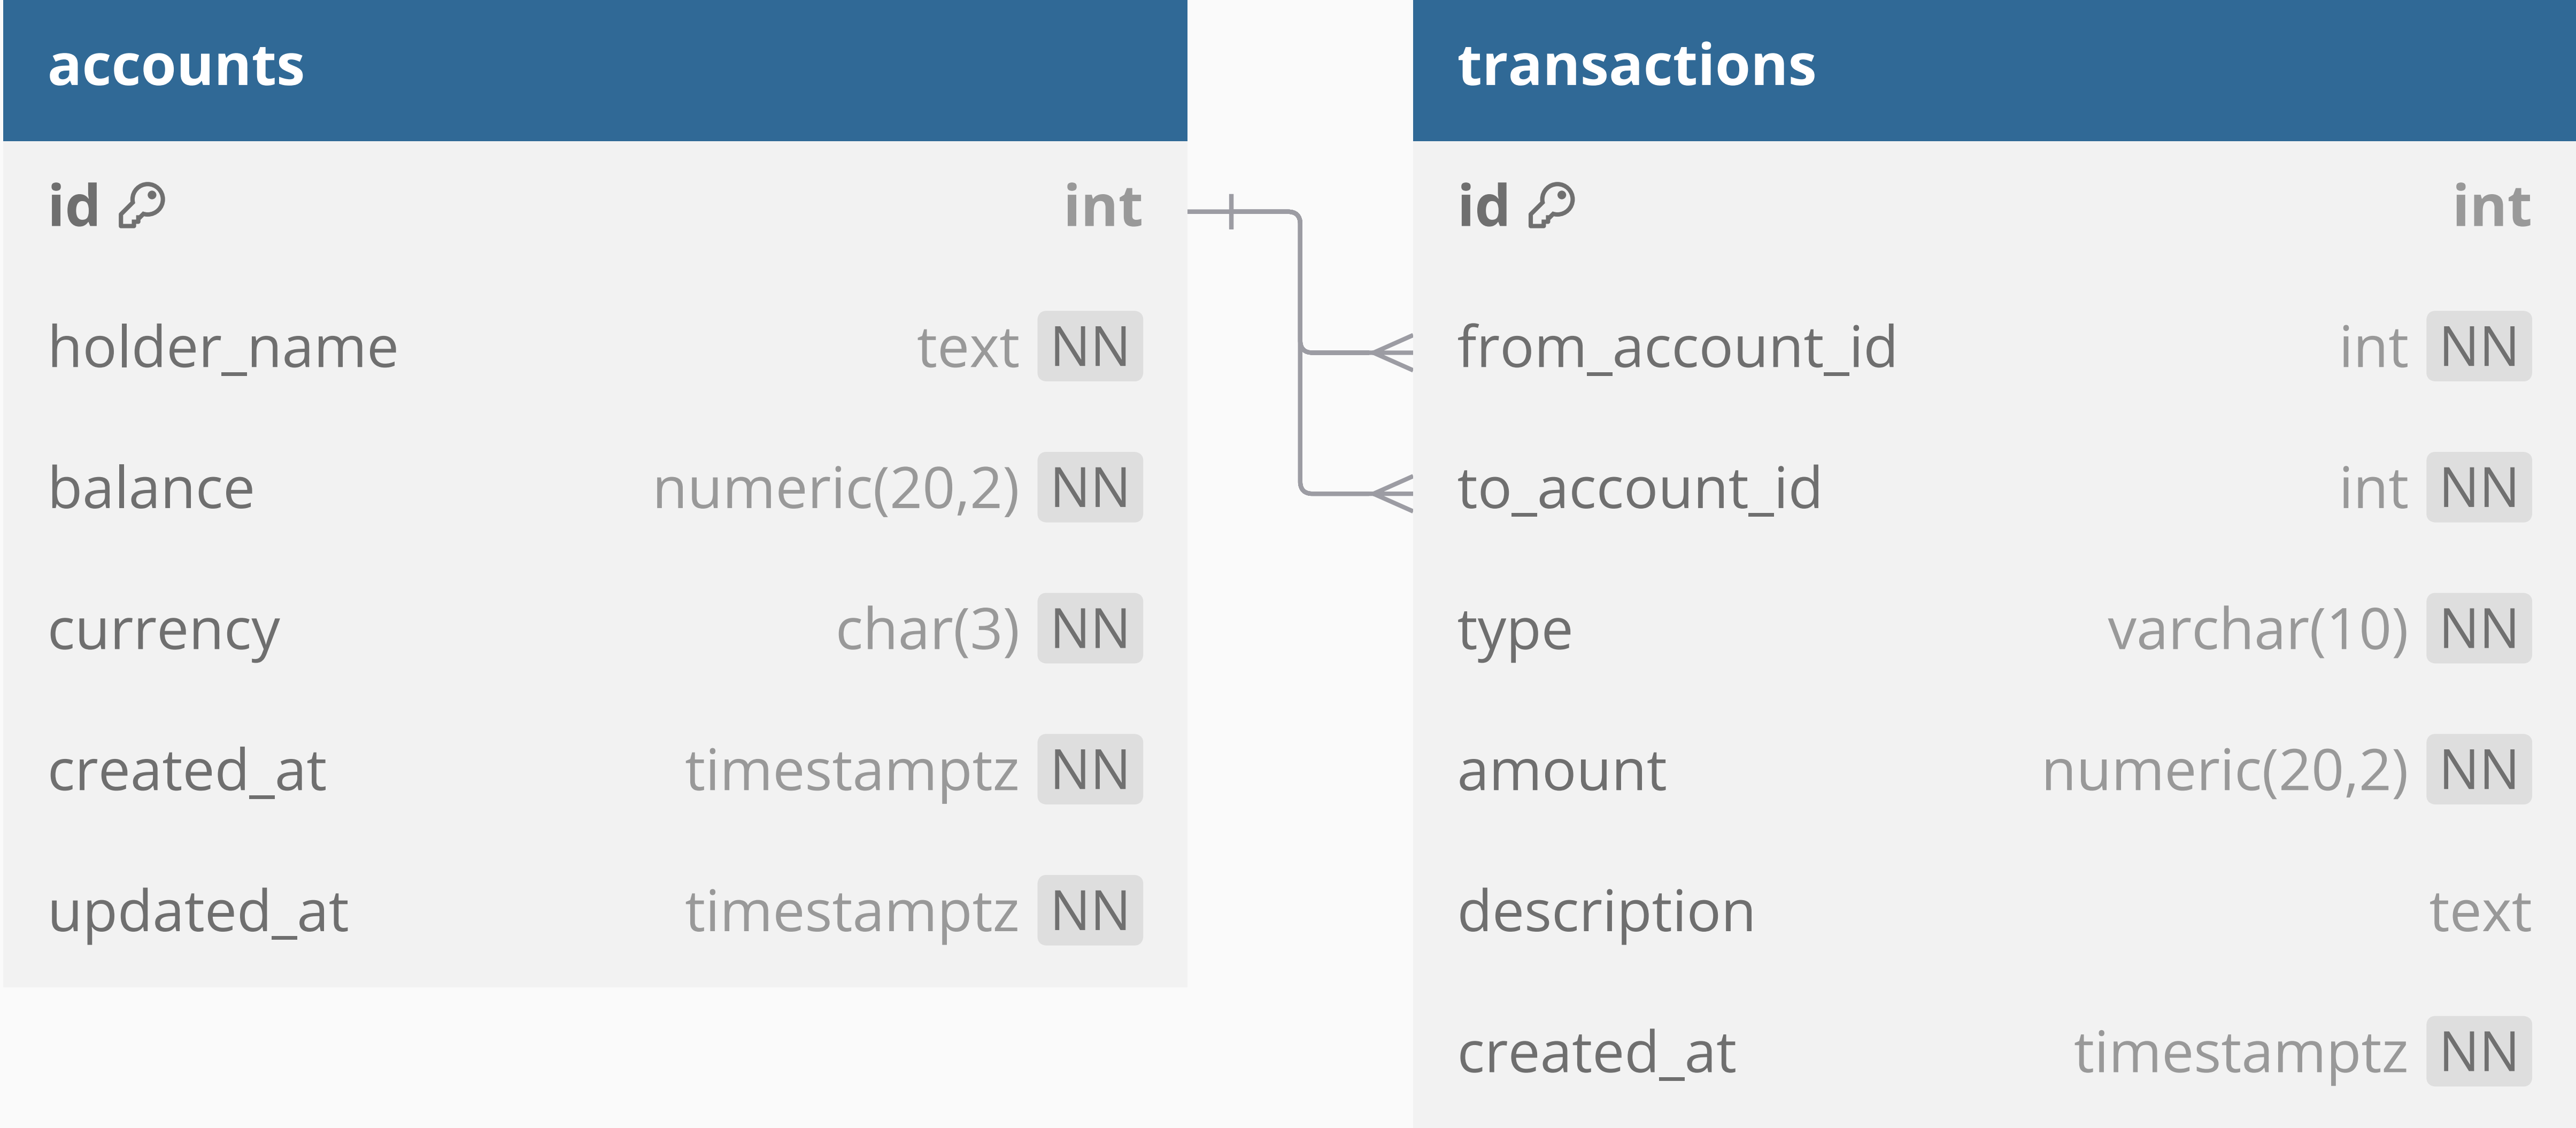 accounts
id int
holder_name text NN
balance numeric(20,2) NN
currency char(3) NN
created_at timestamptz NN
updated_at timestamptz NN
transactions
id int
from_account_id int NN
to_account_id int NN
type varchar(10) NN
amount numeric(20,2) NN
description text
created_at timestamptz NN